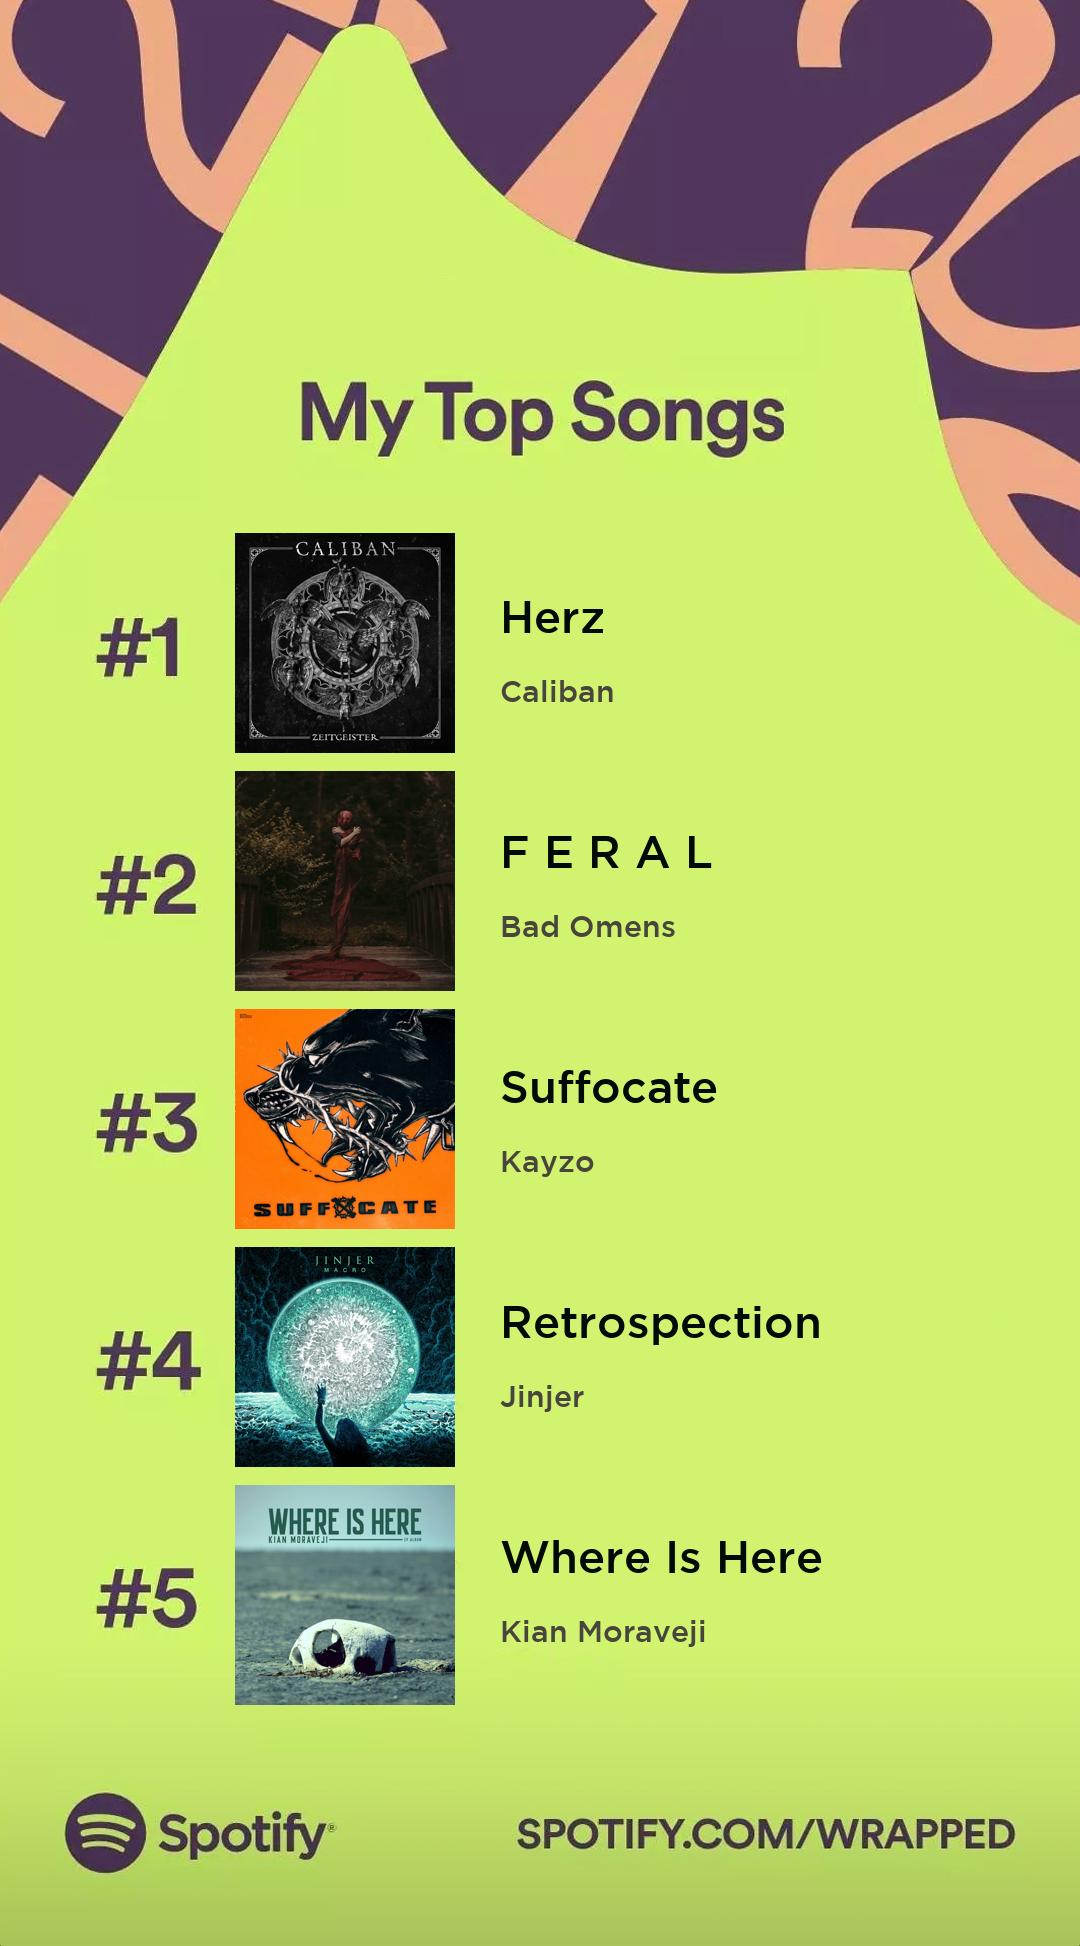 My Top Songs
#1
CALIBAN
ZEITGEISTER
Herz
Caliban
#2
F E R A L
Bad Omens
#3
SUFFOCATE
Suffocate
Kayzo
#4
JINJER
MACRO
Retrospection
Jinjer
#5
WHERE IS HERE
KIAN MORAVEJI
Where Is Here
Kian Moraveji
Spotify®
SPOTIFY.COM/WRAPPED